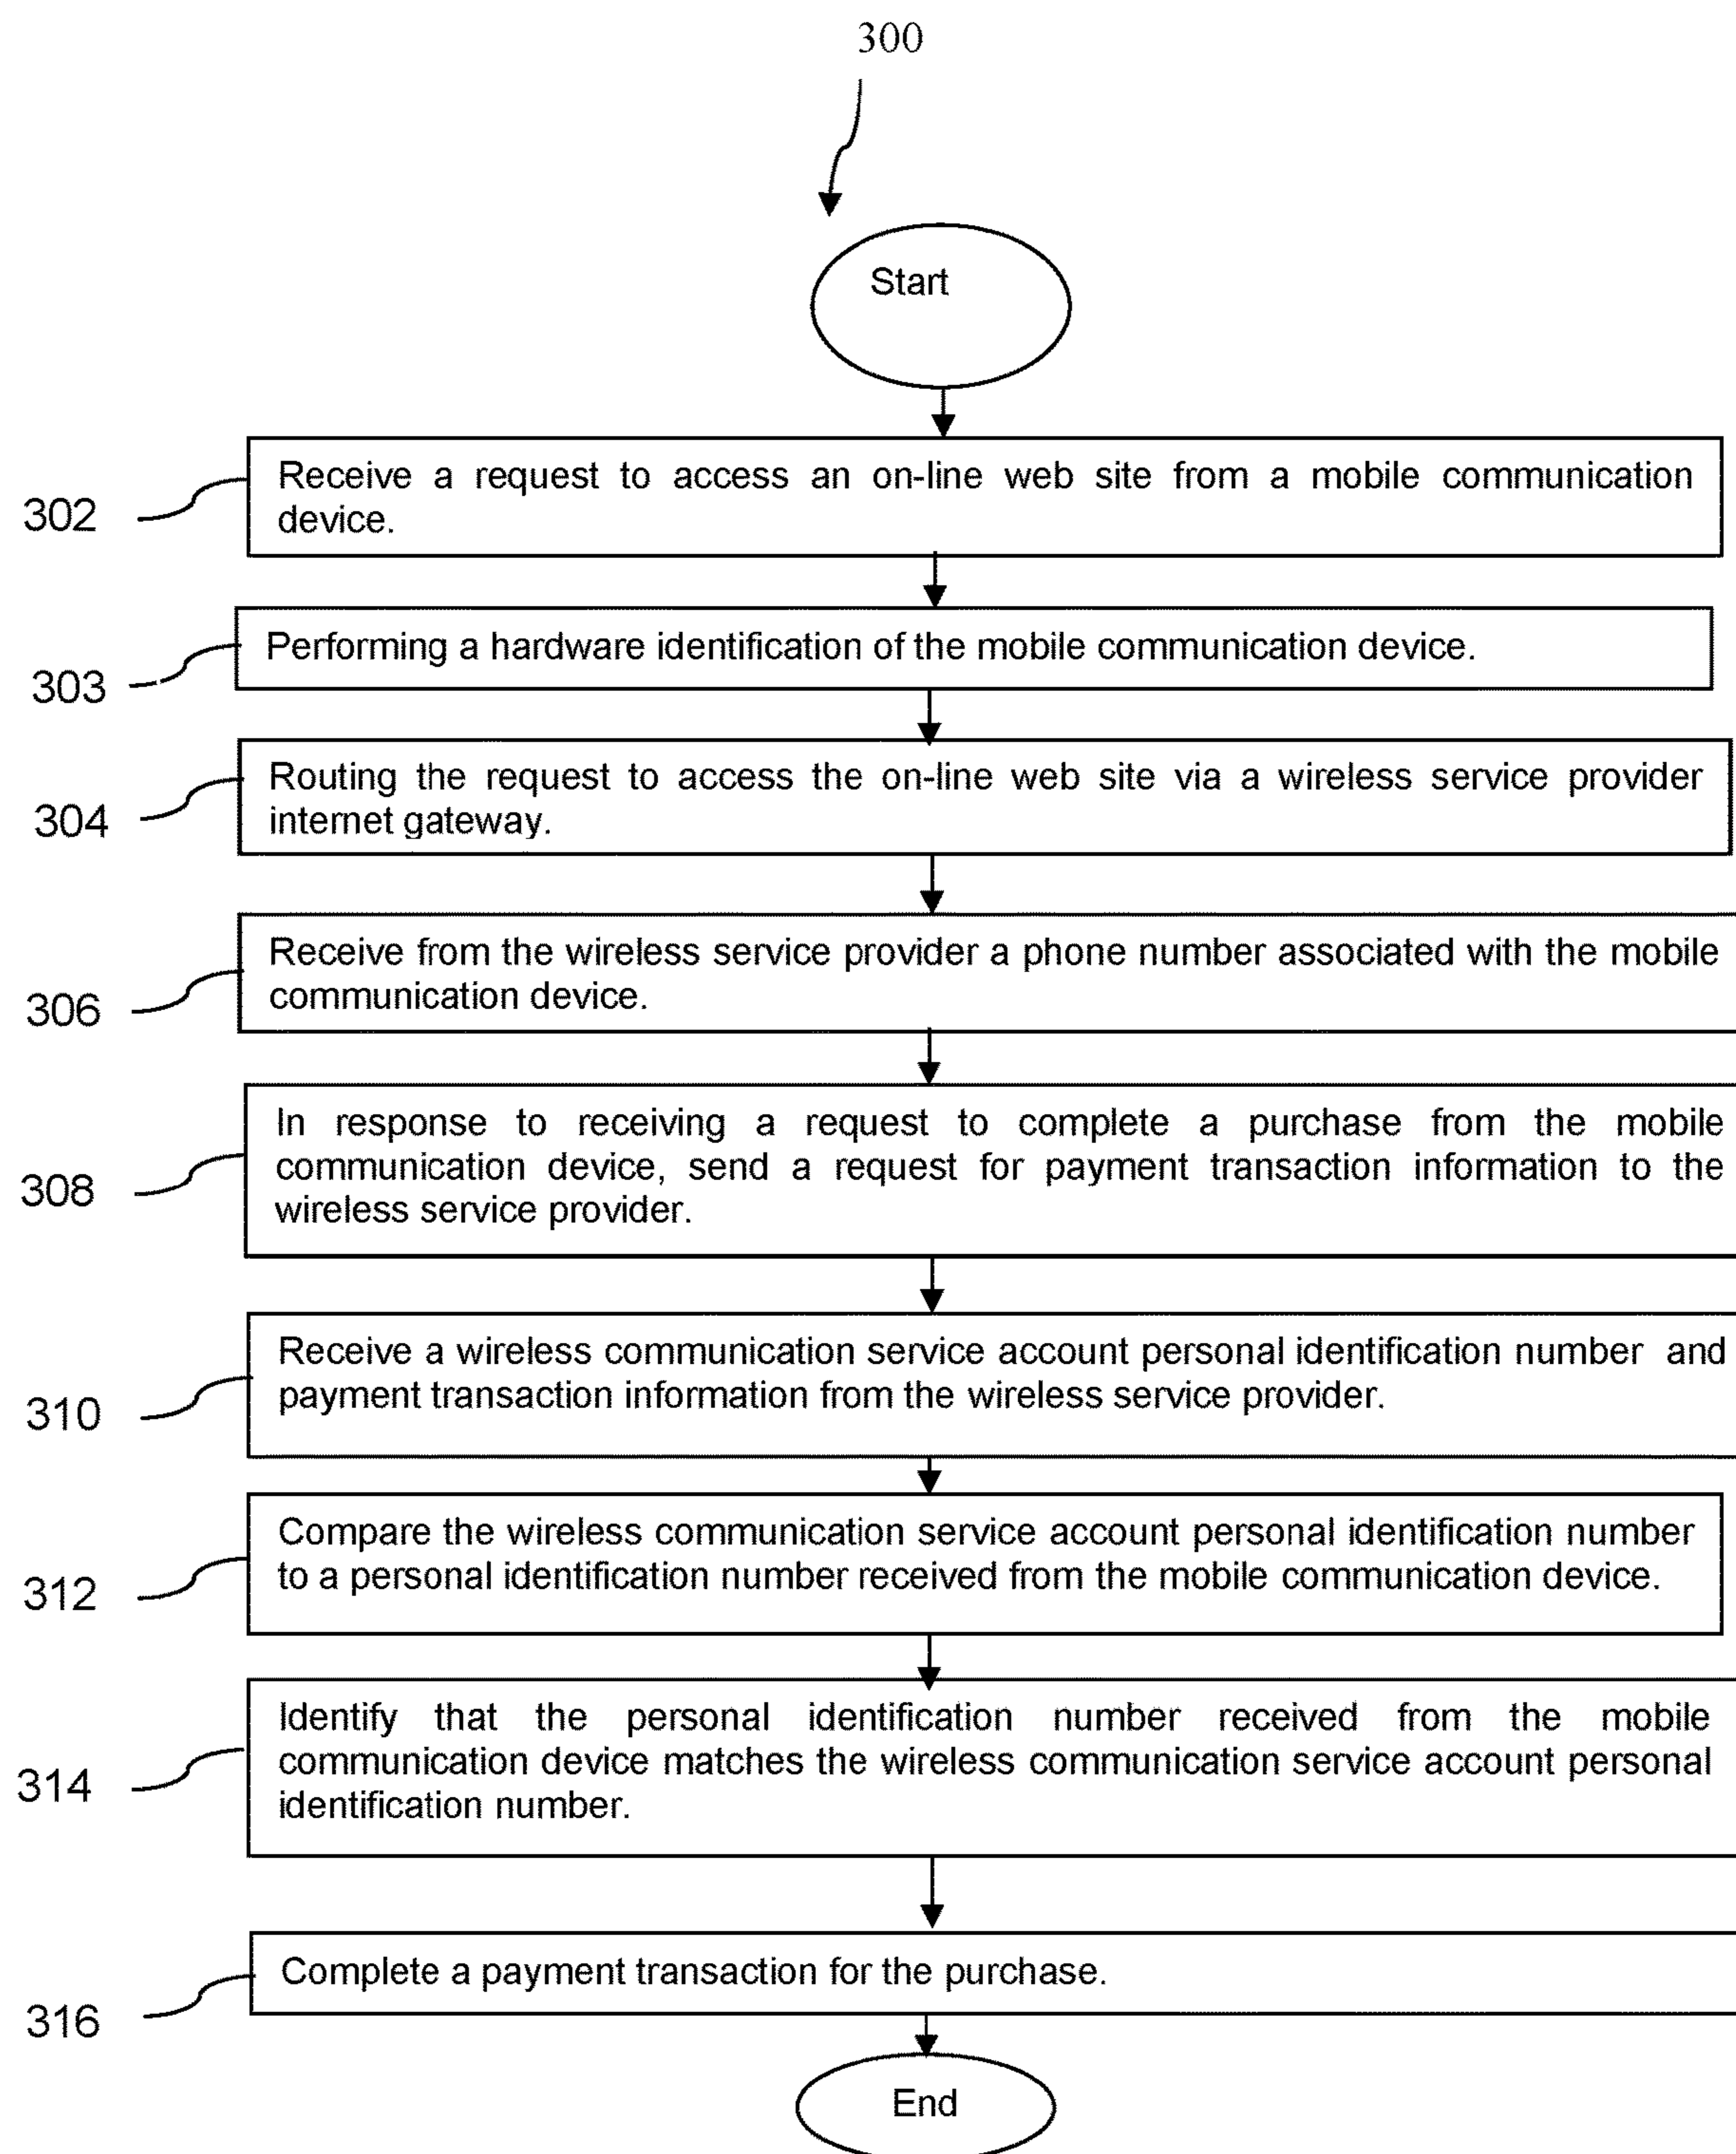 300
Start
302
Receive a request to access an on-line web site from a mobile communication
device.
303
Performing a hardware identification of the mobile communication device.
304
Routing the request to access the on-line web site via a wireless service provider
internet gateway.
306
Receive from the wireless service provider a phone number associated with the mobile
communication device.
308
In response to receiving a request to complete a purchase from the mobile
communication device, send a request for payment transaction information to the
wireless service provider.
310
Receive a wireless communication service account personal identification number and
payment transaction information from the wireless service provider.
312
Compare the wireless communication service account personal identification number
to a personal identification number received from the mobile communication device.
314
Identify that the personal identification number received from the mobile
communication device matches the wireless communication service account personal
identification number.
316
Complete a payment transaction for the purchase.
End